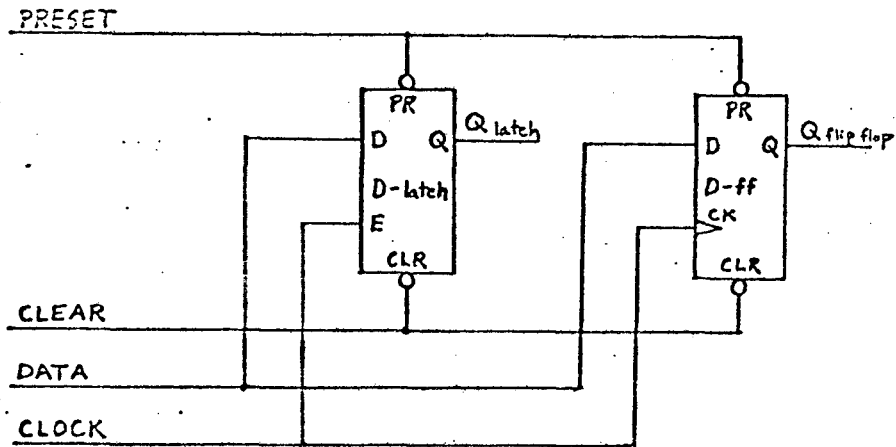 PRESET
PR
D Q
D-latch
E
CLR
Q latch
PR
D Q
D-ff
CK
CLR
Q flip flop
CLEAR
DATA
CLOCK